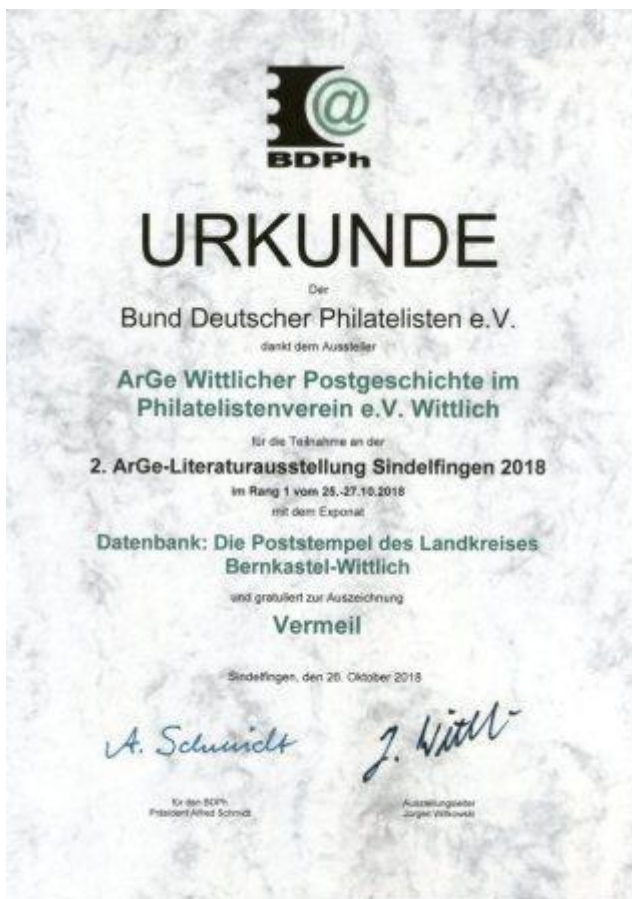 @
BDPh
URKUNDE
Der
Bund Deutscher Philatelisten e.V.
dankt dem Aussteller
ArGe Wittlicher Postgeschichte im
Philatelistenverein e.V. Wittlich
für die Teilnahme an der
2. ArGe-Literaturausstellung Sindelfingen 2018
im Rang 1 vom 25.-27.10.2018
mit dem Exponat
Datenbank: Die Poststempel des Landkreises
Bernkastel-Wittlich
und gratuliert zur Auszeichnung
Vermeil
Sindelfingen, den 26. Oktober 2018
A. Schmidt
für den BDPh
Präsident Alfred Schmidt
J. Witt
Ausstellungsleiter
Jürgen Witkowski